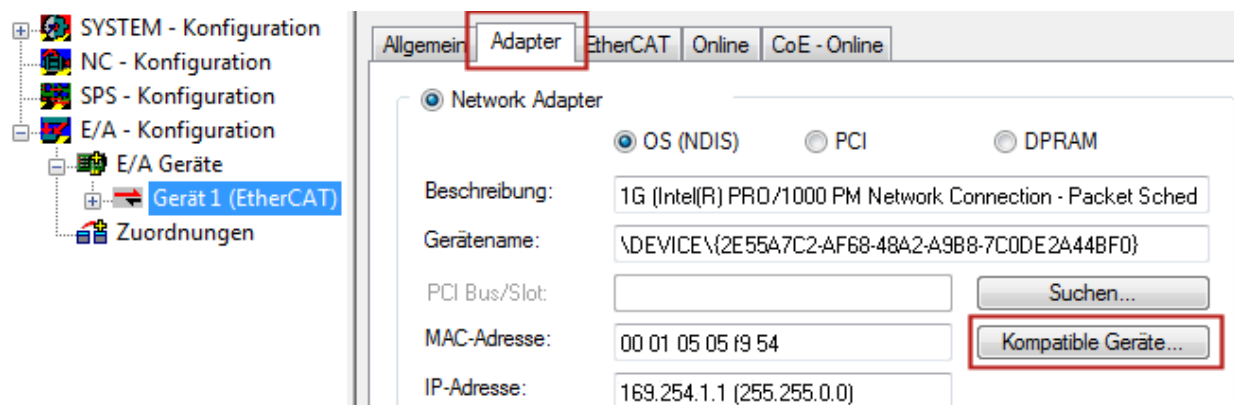 SYSTEM - Konfiguration
NC - Konfiguration
SPS - Konfiguration
E/A - Konfiguration
E/A Geräte
Gerät 1 (EtherCAT)
Zuordnungen
Allgemein Adapter EtherCAT Online CoE - Online
Network Adapter
OS (NDIS) PCI DPRAM
Beschreibung: 1G (Intel(R) PRO/1000 PM Network Connection - Packet Sched
Gerätename: \DEVICE\{2E55A7C2-AF68-48A2-A9B8-7C0DE2A44BF0}
PCI Bus/Slot: Suchen...
MAC-Adresse: 00 01 05 05 f9 54 Kompatible Geräte...
IP-Adresse: 169.254.1.1 (255.255.0.0)